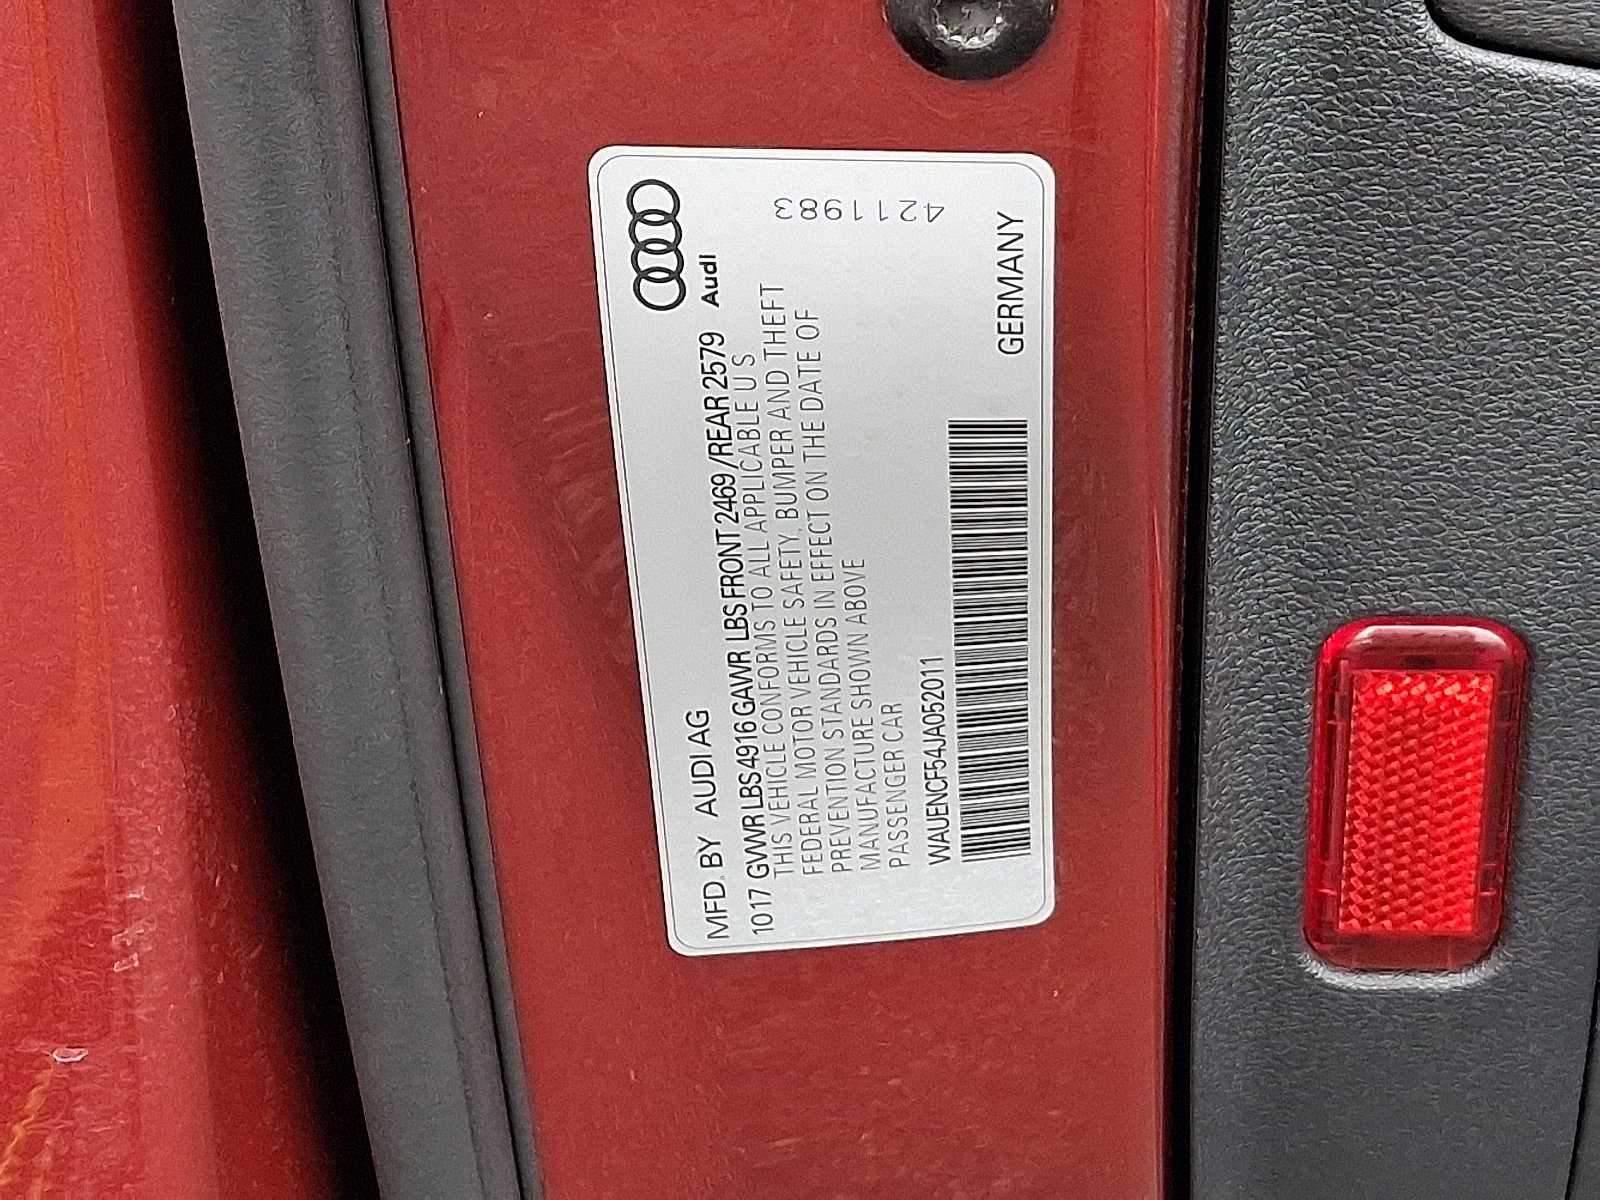 MFD. BY AUDI AG
Audi
1017 GVWR LBS 4916 GAWR LBS FRONT 2469 / REAR 2579
THIS VEHICLE CONFORMS TO ALL APPLICABLE U S
FEDERAL MOTOR VEHICLE SAFETY, BUMPER AND THEFT
PREVENTION STANDARDS IN EFFECT ON THE DATE OF
MANUFACTURE SHOWN ABOVE
PASSENGER CAR
4211983
WAUENCF54JA052011
GERMANY